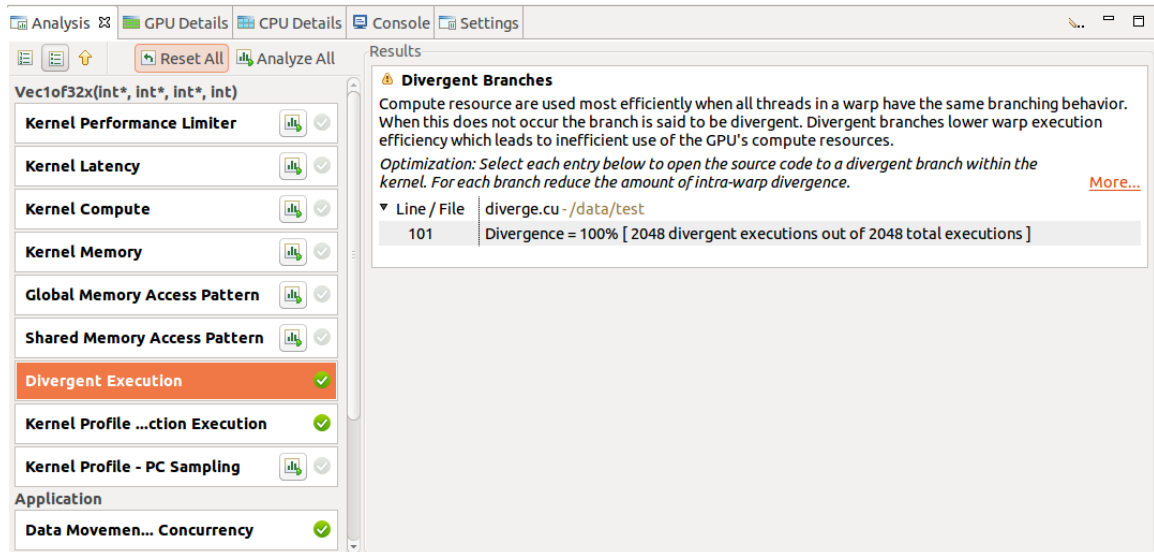 Analysis GPU Details CPU Details Console Settings
Reset All Analyze All
Vec1of32x(int*, int*, int*, int)
Kernel Performance Limiter
Kernel Latency
Kernel Compute
Kernel Memory
Global Memory Access Pattern
Shared Memory Access Pattern
Divergent Execution
Kernel Profile ...ction Execution
Kernel Profile - PC Sampling
Application
Data Movemen... Concurrency
Results
Divergent Branches
Compute resource are used most efficiently when all threads in a warp have the same branching behavior.
When this does not occur the branch is said to be divergent. Divergent branches lower warp execution
efficiency which leads to inefficient use of the GPU's compute resources.
Optimization: Select each entry below to open the source code to a divergent branch within the
kernel. For each branch reduce the amount of intra-warp divergence. More...
Line / File diverge.cu - /data/test
101 Divergence = 100% [ 2048 divergent executions out of 2048 total executions ]